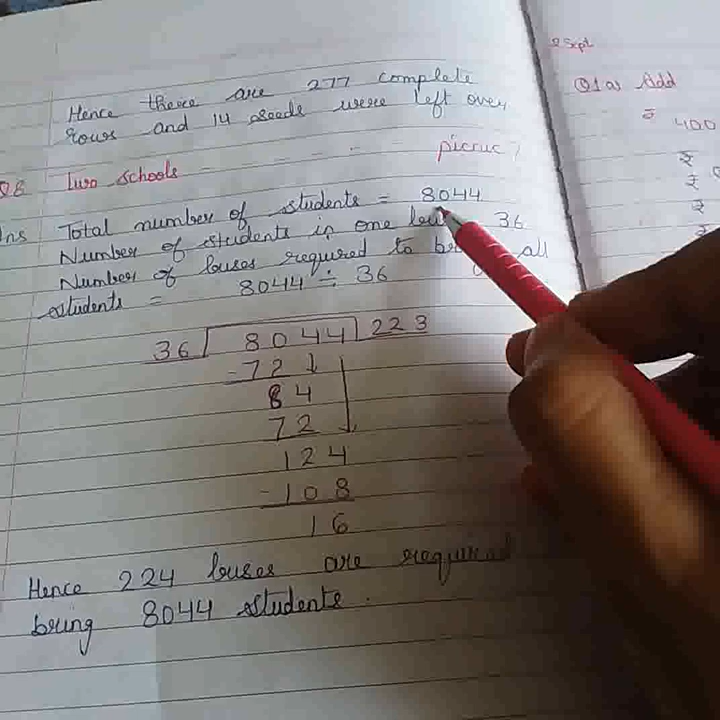 Hence there are 277 complete
rows and 14 seeds were left over
Q8 Two schools - - - - - picnic?
Ans Total number of students = 8044
Number of students in one 36
Number of buses required to all
students = 8044 ÷ 36
36 8044 223
-72↓
84
72
124
-108
16
Hence 224 buses are required
bring 8044 students.
2 Sept
Q1 a) Add
₹ 400
₹
₹
₹